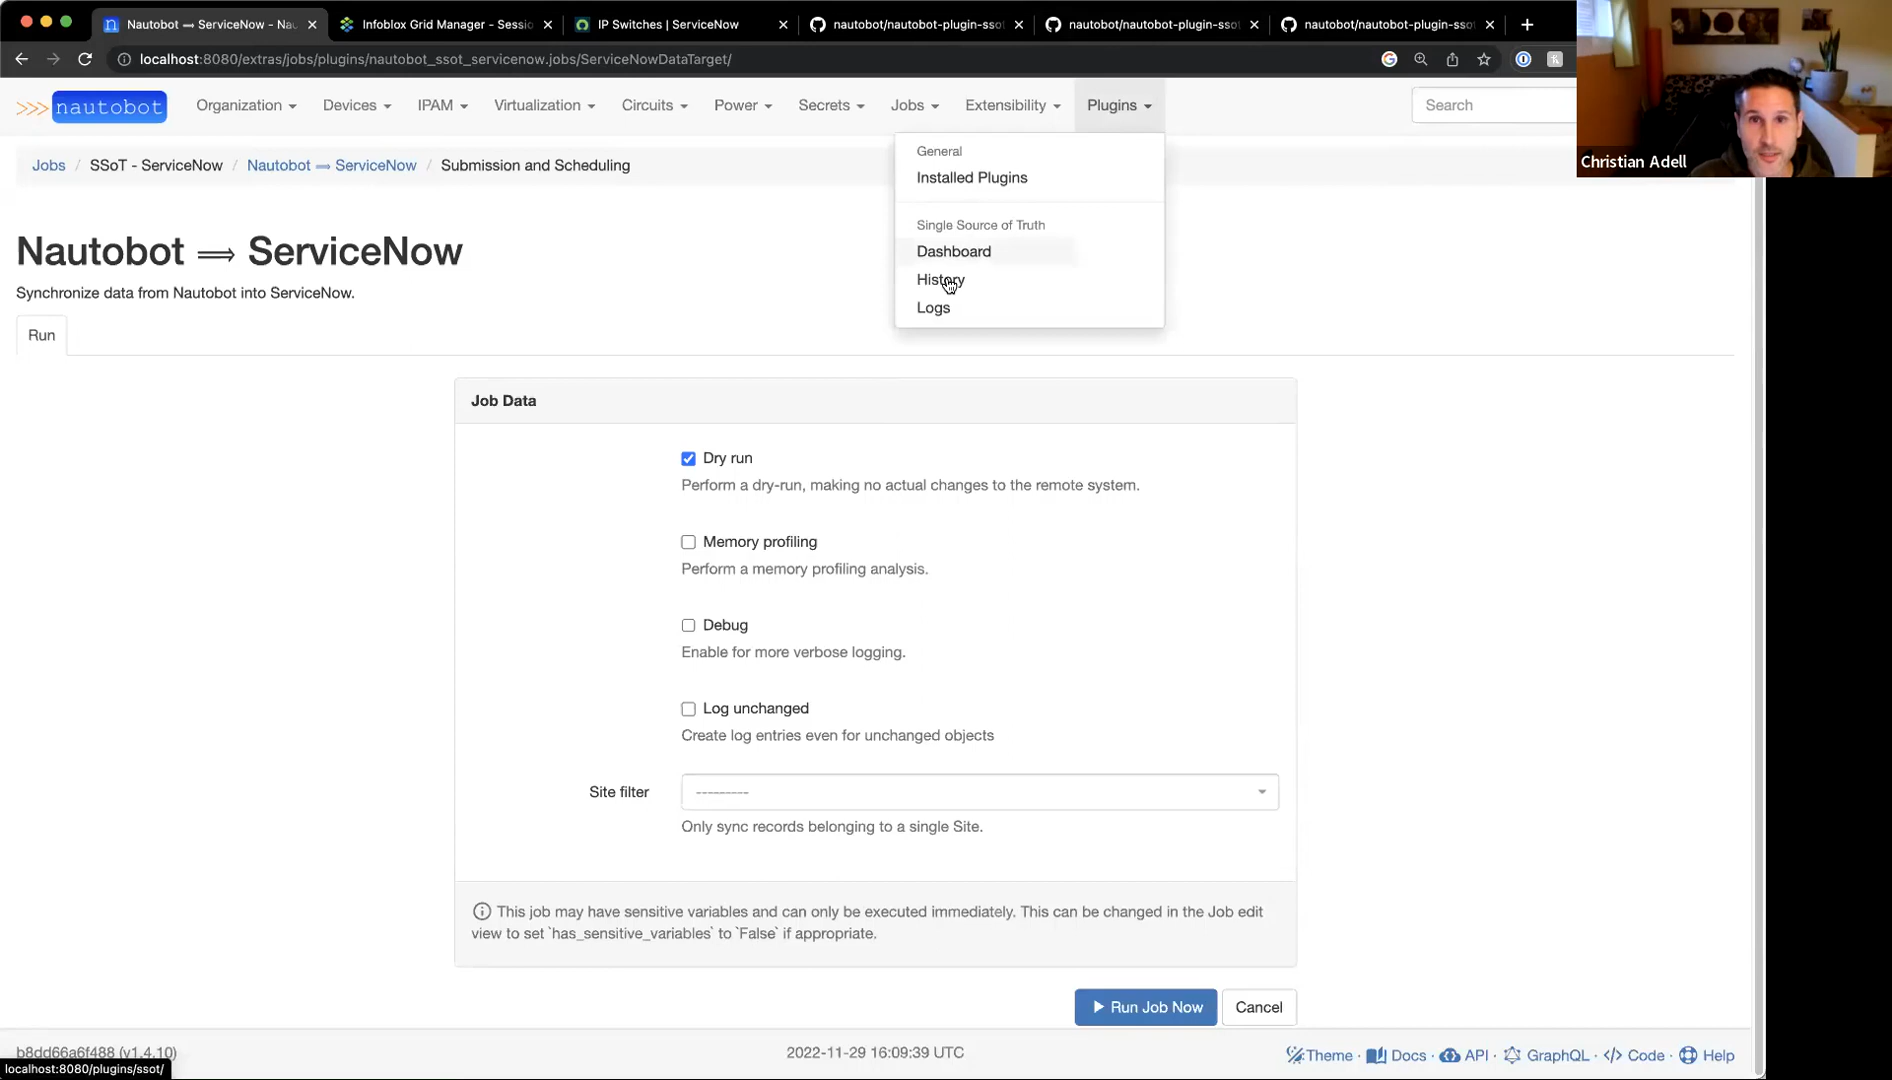 Nautobot ⟹ ServiceNow - Nau
Infoblox Grid Manager - Sessio
IP Switches | ServiceNow
nautobot/nautobot-plugin-ssot
nautobot/nautobot-plugin-ssot
nautobot/nautobot-plugin-ssot
localhost:8080/extras/jobs/plugins/nautobot_ssot_servicenow.jobs/ServiceNowDataTarget/
>>> nautobot
Organization
Devices
IPAM
Virtualization
Circuits
Power
Secrets
Jobs
Extensibility
Plugins
Search
Christian Adell
General
Installed Plugins
Single Source of Truth
Dashboard
History
Logs
Jobs / SSoT - ServiceNow / Nautobot ⟹ ServiceNow / Submission and Scheduling
Nautobot ⟹ ServiceNow
Synchronize data from Nautobot into ServiceNow.
Run
Job Data
Dry run
Perform a dry-run, making no actual changes to the remote system.
Memory profiling
Perform a memory profiling analysis.
Debug
Enable for more verbose logging.
Log unchanged
Create log entries even for unchanged objects
Site filter
---------
Only sync records belonging to a single Site.
This job may have sensitive variables and can only be executed immediately. This can be changed in the Job edit
view to set `has_sensitive_variables` to `False` if appropriate.
Run Job Now
Cancel
b8dd66a6f488 (v1.4.10)
2022-11-29 16:09:39 UTC
Theme · Docs · API · GraphQL · Code · Help
localhost:8080/plugins/ssot/